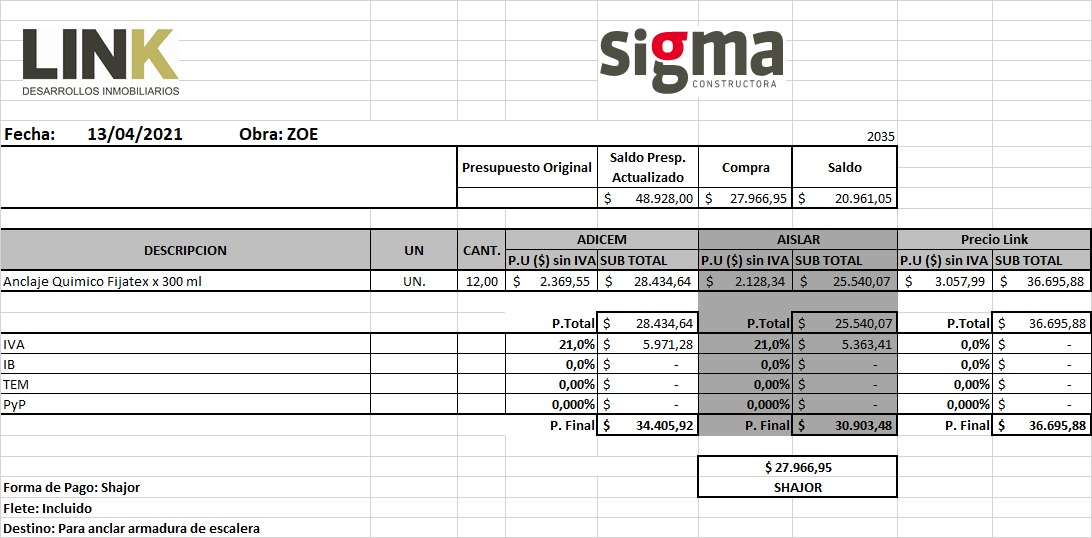 LINK
DESARROLLOS INMOBILIARIOS
sigma
CONSTRUCTORA
Fecha: 13/04/2021 Obra: ZOE 2035
Presupuesto Original Saldo Presp. Actualizado Compra Saldo
$ 48.928,00 $ 27.966,95 $ 20.961,05
DESCRIPCION UN CANT. ADICEM AISLAR Precio Link
P.U ($) sin IVA SUB TOTAL P.U ($) sin IVA SUB TOTAL P.U ($) sin IVA SUB TOTAL
Anclaje Quimico Fijatex x 300 ml UN. 12,00 $ 2.369,55 $ 28.434,64 $ 2.128,34 $ 25.540,07 $ 3.057,99 $ 36.695,88
P.Total $ 28.434,64 P.Total $ 25.540,07 P.Total $ 36.695,88
IVA 21,0% $ 5.971,28 21,0% $ 5.363,41 0,0% $ -
IB 0,0% $ - 0,0% $ - 0,0% $ -
TEM 0,00% $ - 0,00% $ - 0,00% $ -
PyP 0,000% $ - 0,000% $ - 0,000% $ -
P. Final $ 34.405,92 P. Final $ 30.903,48 P. Final $ 36.695,88
$ 27.966,95
Forma de Pago: Shajor SHAJOR
Flete: Incluido
Destino: Para anclar armadura de escalera